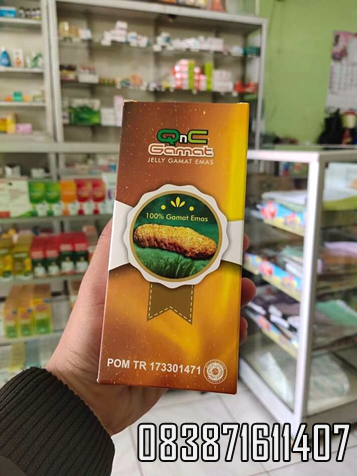 QnC
Gamat
JELLY GAMAT EMAS
100% Gamat Emas
POM TR 173301471
083871611407